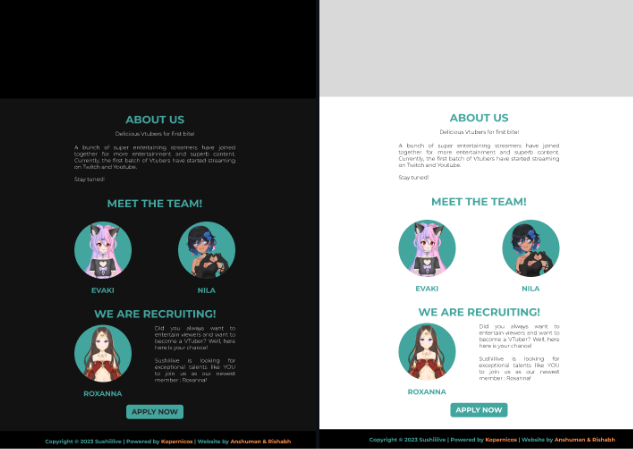 ABOUT US
Delicious Vtubers for first bite!
A bunch of super entertaining streamers have joined
together for more entertainment and superb content.
Currently, the first batch of Vtubers have started streaming
on Twitch and Youtube.
Stay tuned!
MEET THE TEAM!
EVAKI
NILA
WE ARE RECRUITING!
Did you always want to
entertain viewers and want to
become a VTuber? Well, here
here is your chance!
Sushiilive is looking for
exceptional talents like YOU
to join us as our newest
member : Roxanna!
ROXANNA
APPLY NOW
Copyright © 2023 Sushiilive | Powered by Kopernicos | Website by Anshuman & Rishabh
ABOUT US
Delicious Vtubers for first bite!
A bunch of super entertaining streamers have joined
together for more entertainment and superb content.
Currently, the first batch of Vtubers have started streaming
on Twitch and Youtube.
Stay tuned!
MEET THE TEAM!
EVAKI
NILA
WE ARE RECRUITING!
Did you always want to
entertain viewers and want to
become a VTuber? Well, here
here is your chance!
Sushiilive is looking for
exceptional talents like YOU
to join us as our newest
member : Roxanna!
ROXANNA
APPLY NOW
Copyright © 2023 Sushiilive | Powered by Kopernicos | Website by Anshuman & Rishabh